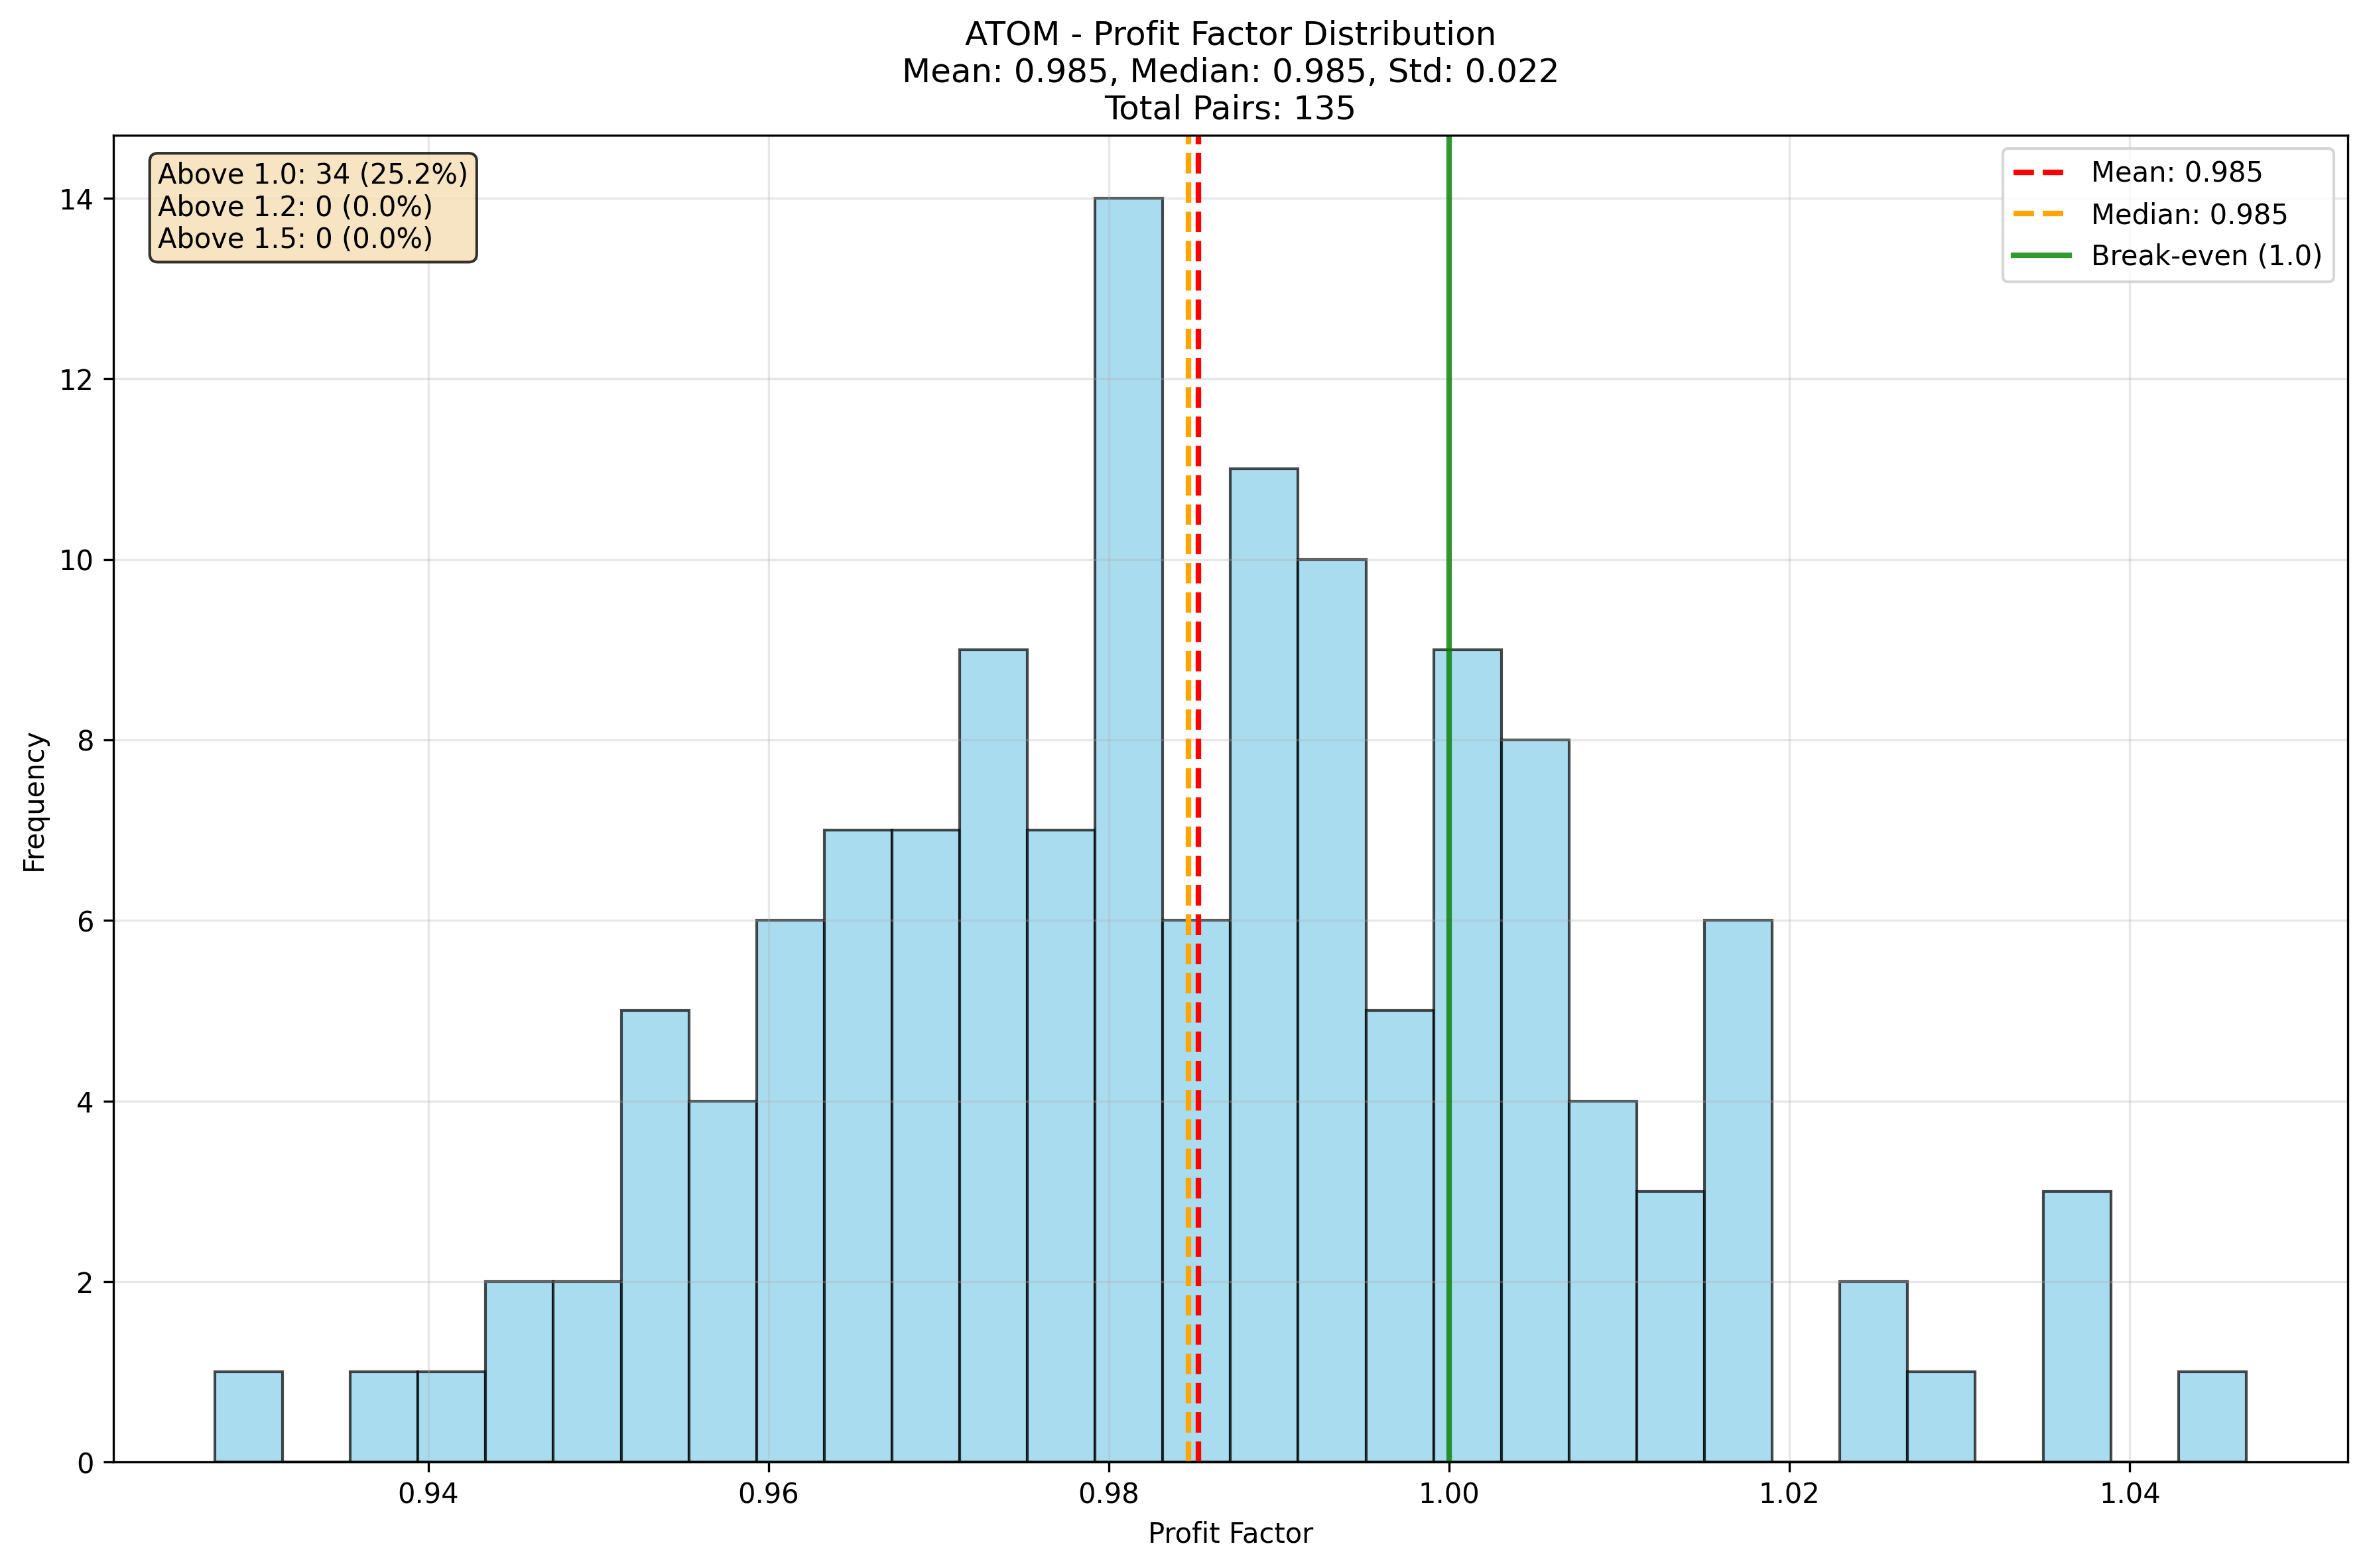 ATOM - Profit Factor Distribution
Mean: 0.985, Median: 0.985, Std: 0.022
Total Pairs: 135
Above 1.0: 34 (25.2%)
Above 1.2: 0 (0.0%)
Above 1.5: 0 (0.0%)
Mean: 0.985
Median: 0.985
Break-even (1.0)
Frequency
14
12
10
8
6
4
2
0
0.94
0.96
0.98
1.00
1.02
1.04
Profit Factor